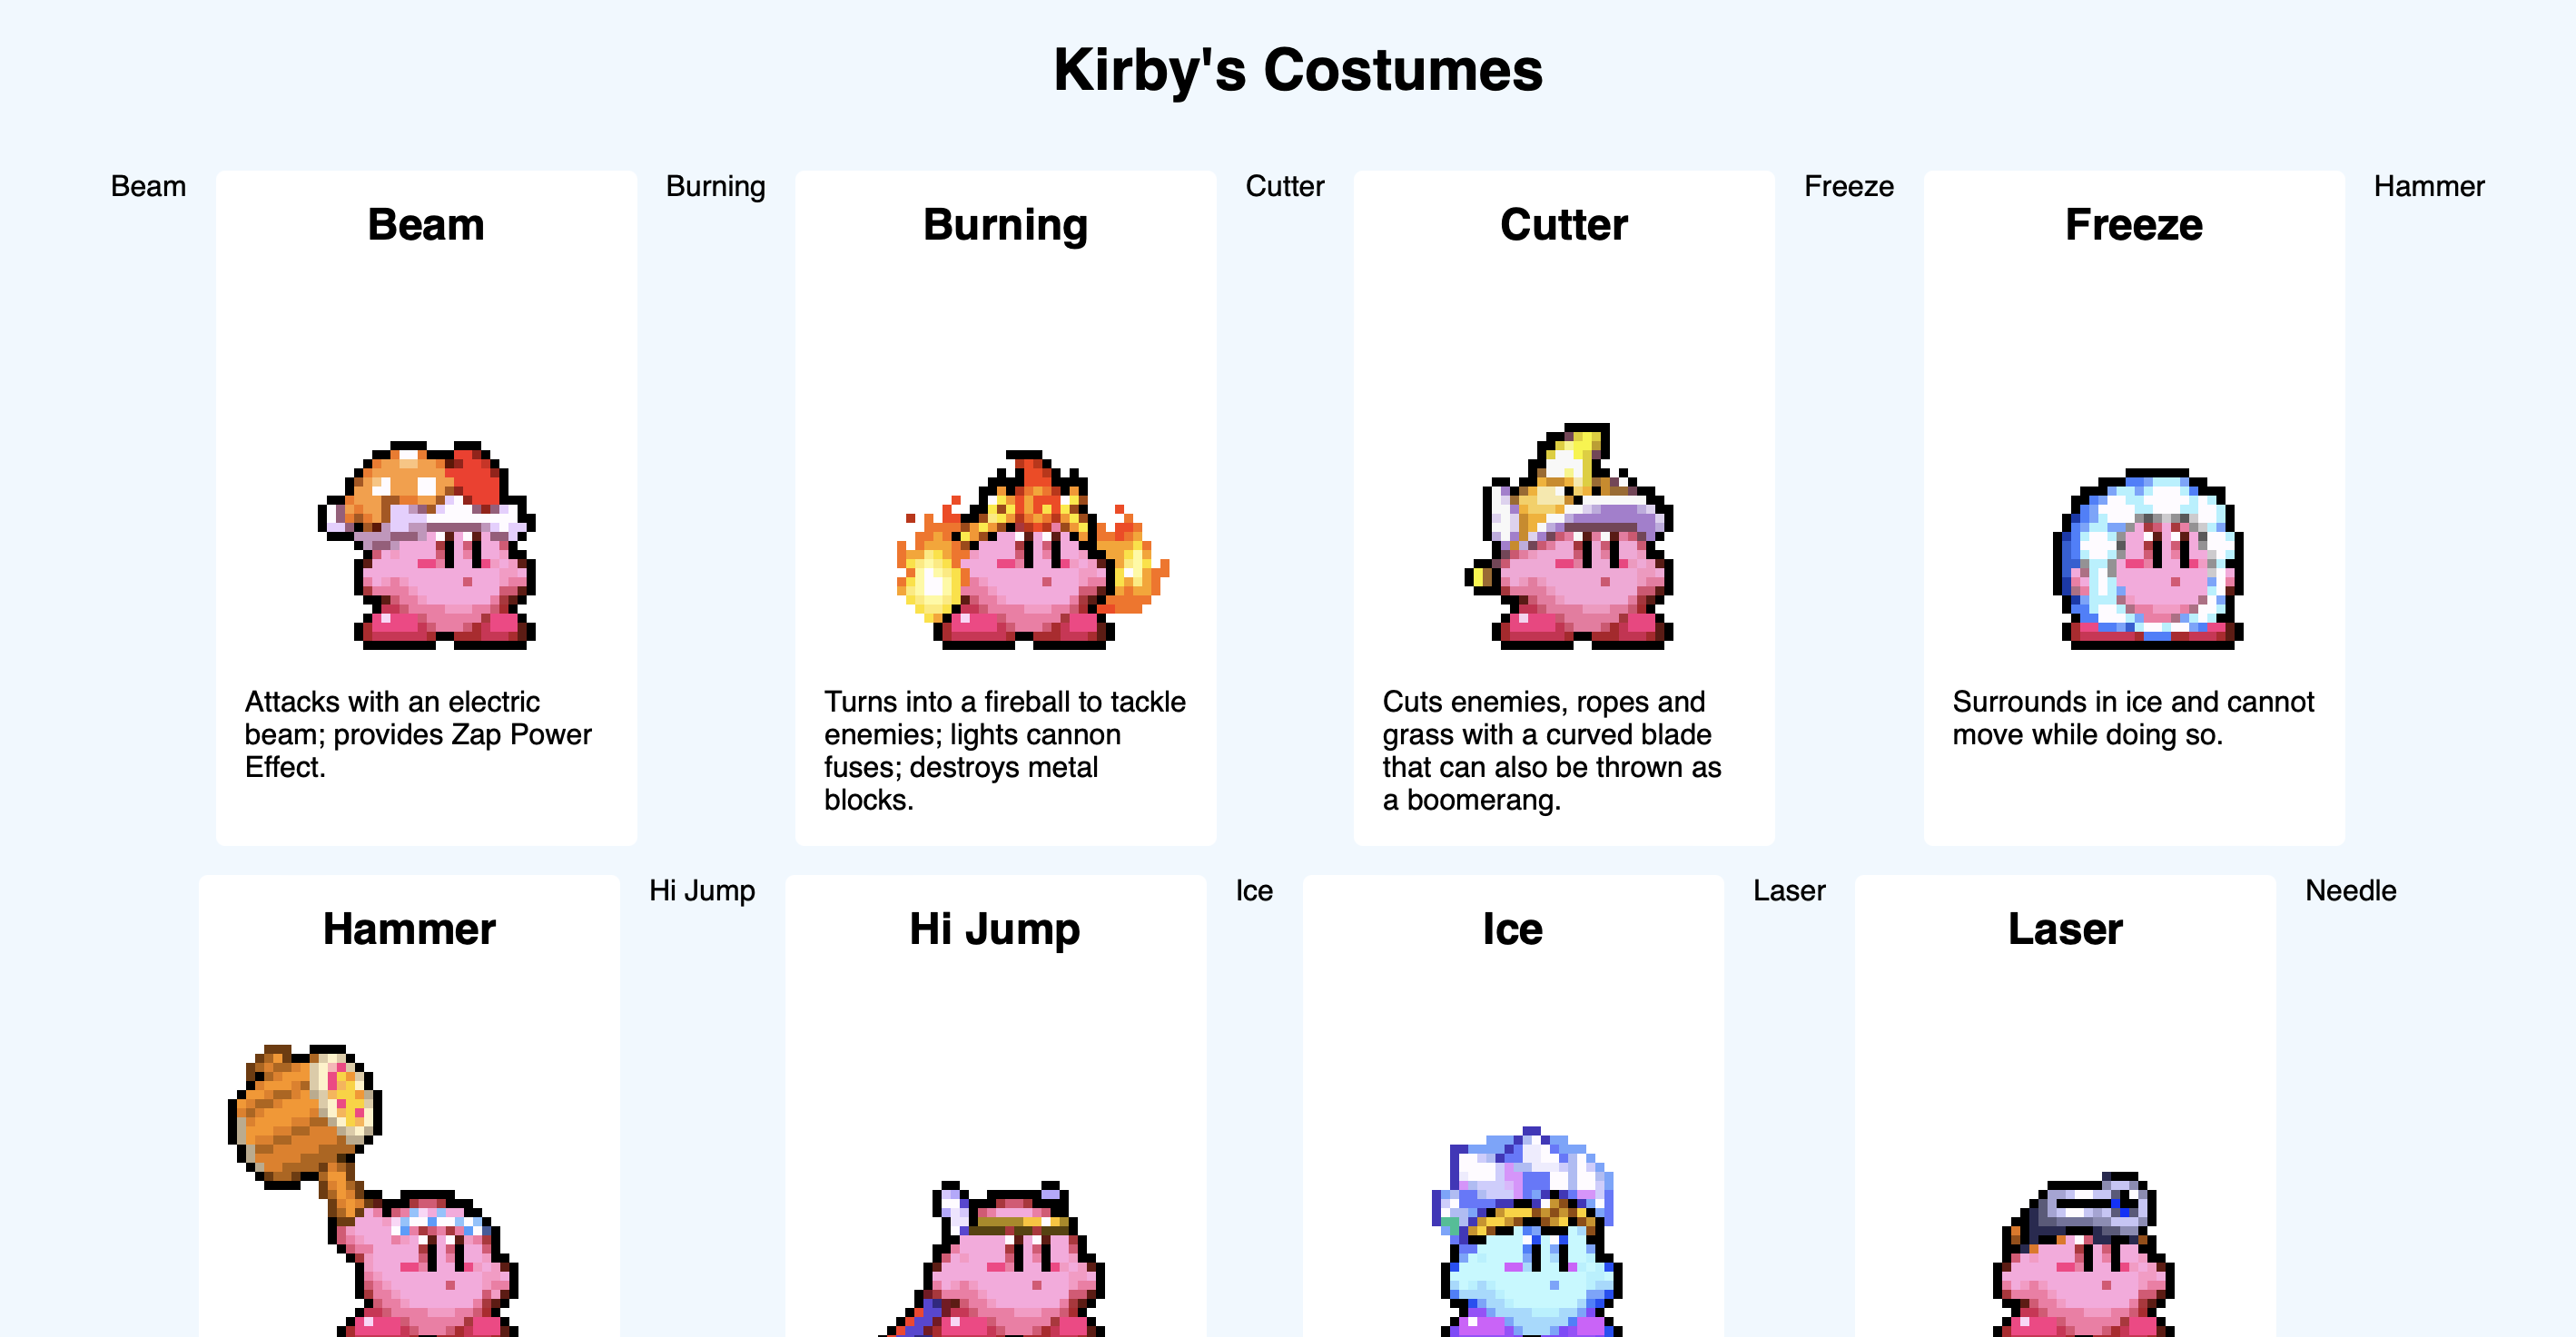 Kirby's Costumes
Beam
Beam
Attacks with an electric
beam; provides Zap Power
Effect.
Burning
Burning
Turns into a fireball to tackle
enemies; lights cannon
fuses; destroys metal
blocks.
Cutter
Cutter
Cuts enemies, ropes and
grass with a curved blade
that can also be thrown as
a boomerang.
Freeze
Freeze
Surrounds in ice and cannot
move while doing so.
Hammer
Hammer
Hi Jump
Hi Jump
Ice
Ice
Laser
Laser
Needle